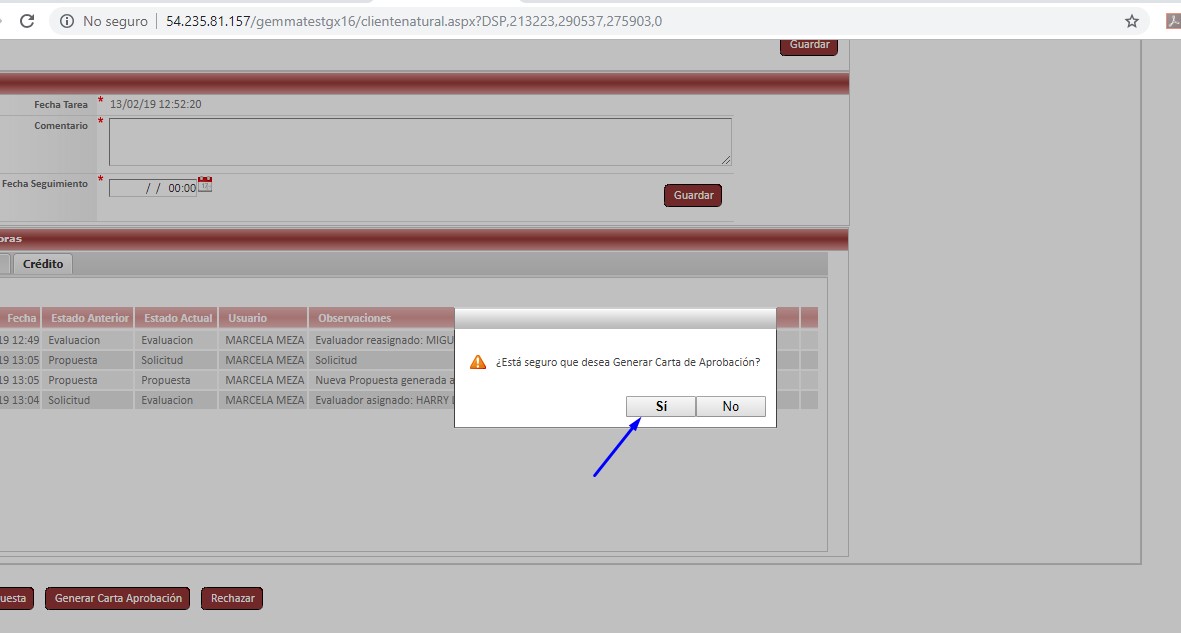 No seguro | 54.235.81.157/gemmatestgx16/clientenatural.aspx?DSP,213223,290537,275903,0
Guardar
Fecha Tarea * 13/02/19 12:52:20
Comentario *
Fecha Seguimiento * / / 00:00
Guardar
oras
Crédito
Fecha Estado Anterior Estado Actual Usuario Observaciones
19 12:49 Evaluacion Evaluacion MARCELA MEZA Evaluador reasignado: MIGU
19 13:05 Propuesta Solicitud MARCELA MEZA Solicitud
19 13:05 Propuesta Propuesta MARCELA MEZA Nueva Propuesta generada a
19 13:04 Solicitud Evaluacion MARCELA MEZA Evaluador asignado: HARRY
¿Está seguro que desea Generar Carta de Aprobación?
Sí No
uesta Generar Carta Aprobación Rechazar